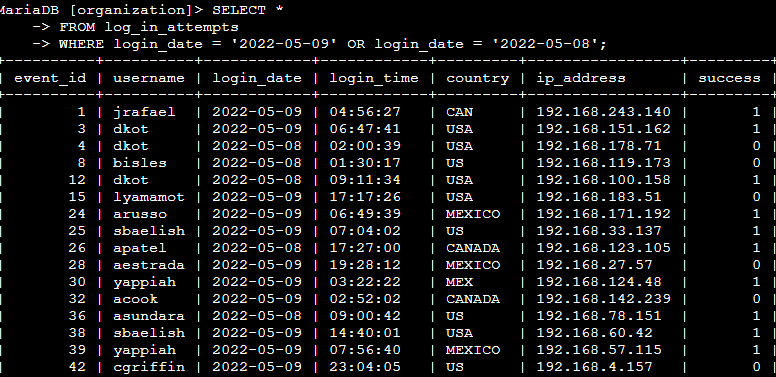 MariaDB [organization]> SELECT *
    -> FROM log_in_attempts
    -> WHERE login_date = '2022-05-09' OR login_date = '2022-05-08';
+----------+----------+------------+------------+---------+-----------------+---------+
| event_id | username | login_date | login_time | country | ip_address      | success |
+----------+----------+------------+------------+---------+-----------------+---------+
|        1 | jrafael  | 2022-05-09 | 04:56:27   | CAN     | 192.168.243.140 |       1 |
|        3 | dkot     | 2022-05-09 | 06:47:41   | USA     | 192.168.151.162 |       1 |
|        4 | dkot     | 2022-05-08 | 02:00:39   | USA     | 192.168.178.71  |       0 |
|        8 | bisles   | 2022-05-08 | 01:30:17   | US      | 192.168.119.173 |       0 |
|       12 | dkot     | 2022-05-08 | 09:11:34   | USA     | 192.168.100.158 |       1 |
|       15 | lyamamot | 2022-05-09 | 17:17:26   | USA     | 192.168.183.51  |       0 |
|       24 | arusso   | 2022-05-09 | 06:49:39   | MEXICO  | 192.168.171.192 |       1 |
|       25 | sbaelish | 2022-05-09 | 07:04:02   | US      | 192.168.33.137  |       1 |
|       26 | apatel   | 2022-05-08 | 17:27:00   | CANADA  | 192.168.123.105 |       1 |
|       28 | aestrada | 2022-05-09 | 19:28:12   | MEXICO  | 192.168.27.57   |       0 |
|       30 | yappiah  | 2022-05-09 | 03:22:22   | MEX     | 192.168.124.48  |       1 |
|       32 | acook    | 2022-05-09 | 02:52:02   | CANADA  | 192.168.142.239 |       0 |
|       36 | asundara | 2022-05-08 | 09:00:42   | US      | 192.168.78.151  |       1 |
|       38 | sbaelish | 2022-05-09 | 14:40:01   | USA     | 192.168.60.42   |       1 |
|       39 | yappiah  | 2022-05-09 | 07:56:40   | MEXICO  | 192.168.57.115  |       1 |
|       42 | cgriffin | 2022-05-09 | 23:04:05   | US      | 192.168.4.157   |       0 |